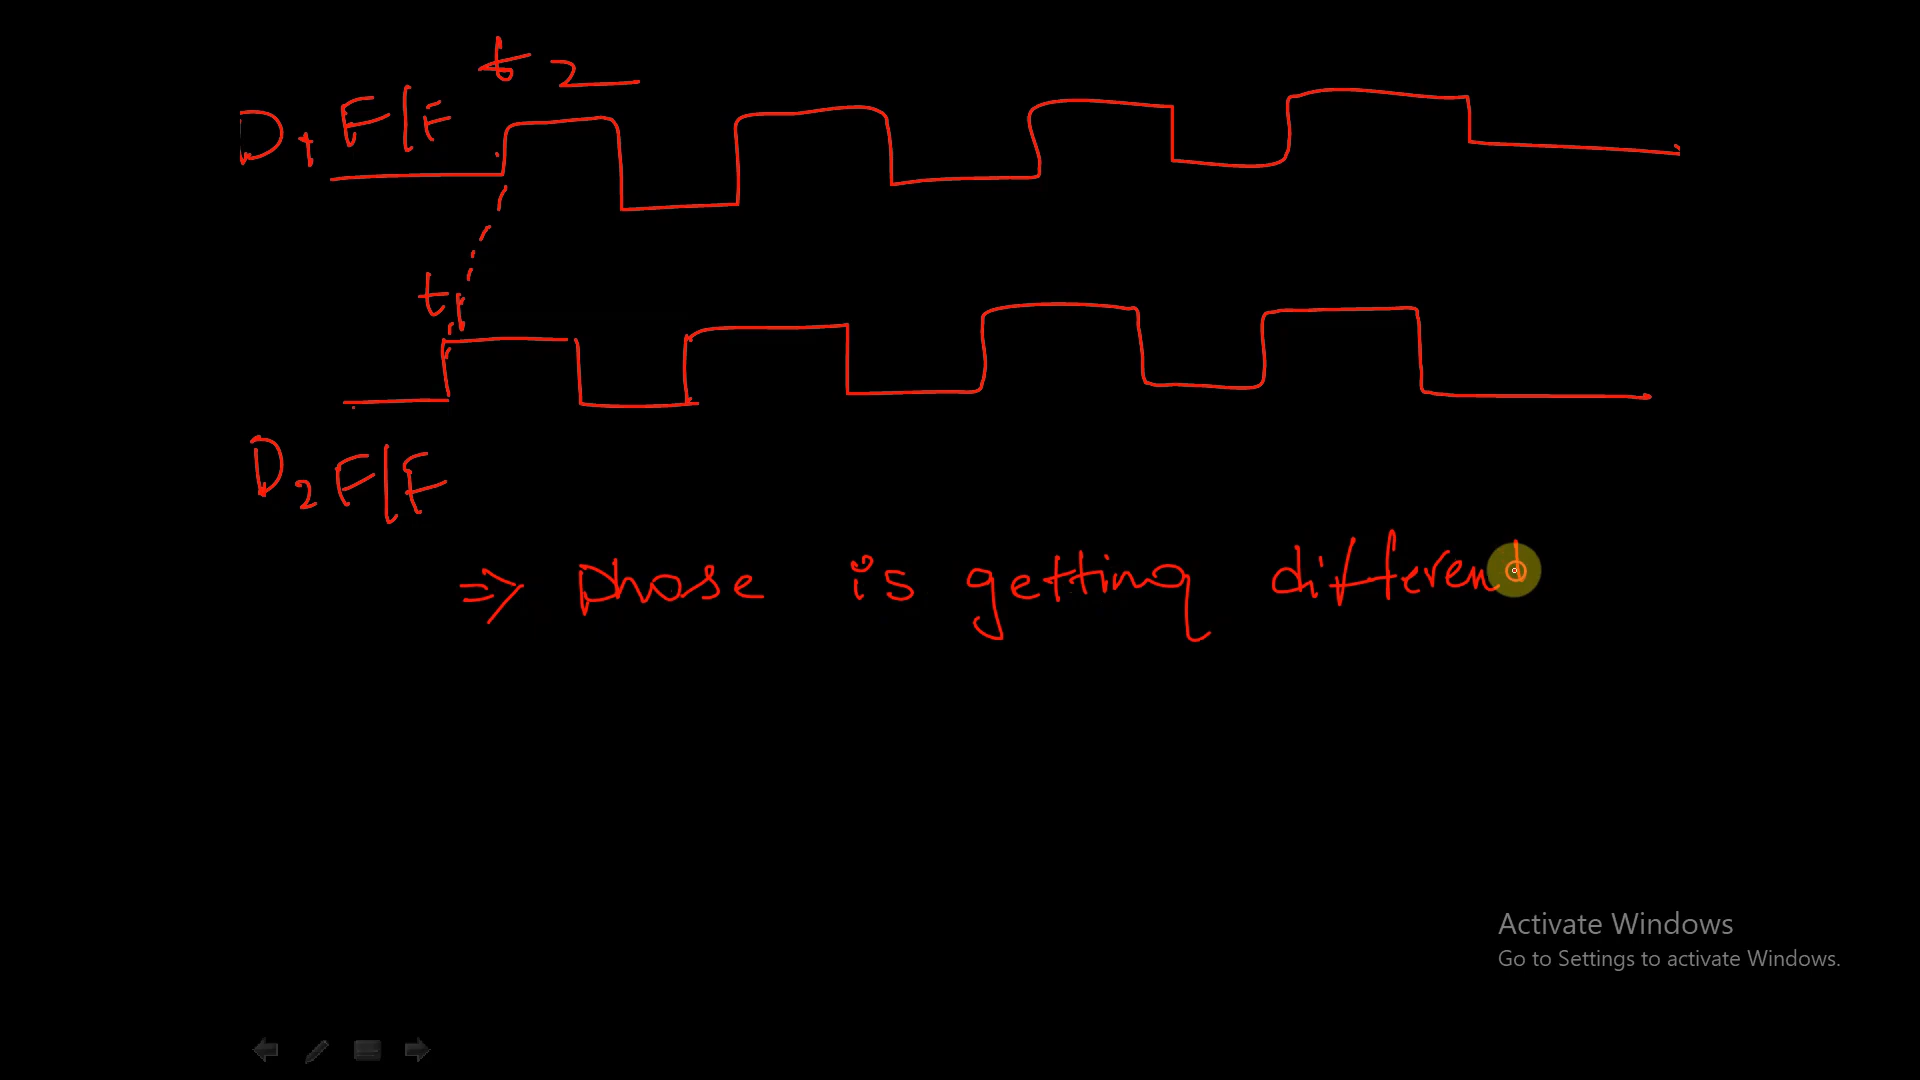 t2
D1 F/F
t1
D2 F/F
⇒ phase is getting different
Activate Windows
Go to Settings to activate Windows.